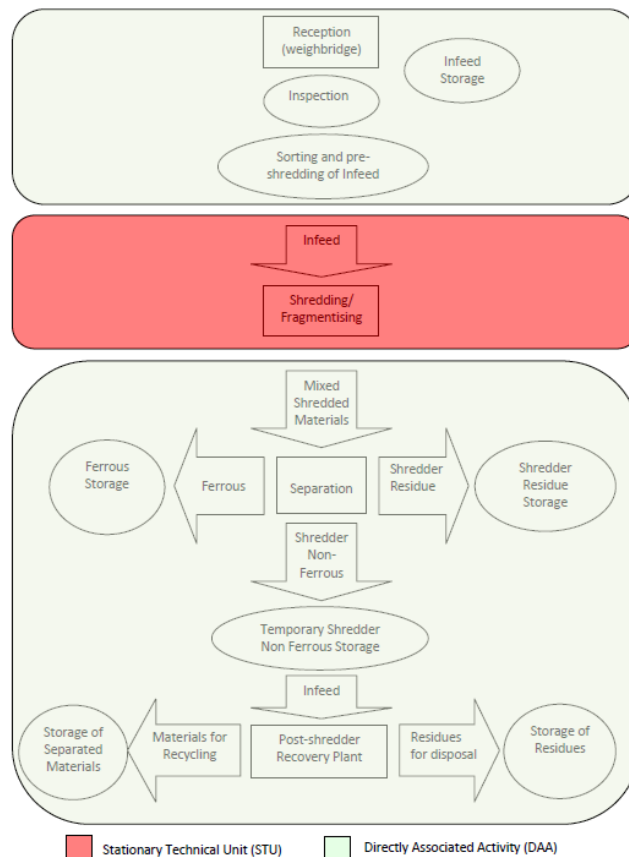 Reception
(weighbridge)
Infeed
Storage
Inspection
Sorting and pre-
shredding of Infeed
Infeed
Shredding/
Fragmentising
Mixed
Shredded
Materials
Ferrous
Storage
Ferrous
Separation
Shredder
Residue
Shredder
Residue
Storage
Shredder
Non-
Ferrous
Temporary Shredder
Non Ferrous Storage
Infeed
Storage of
Separated
Materials
Materials for
Recycling
Post-shredder
Recovery Plant
Residues
for disposal
Storage of
Residues
Stationary Technical Unit (STU)
Directly Associated Activity (DAA)